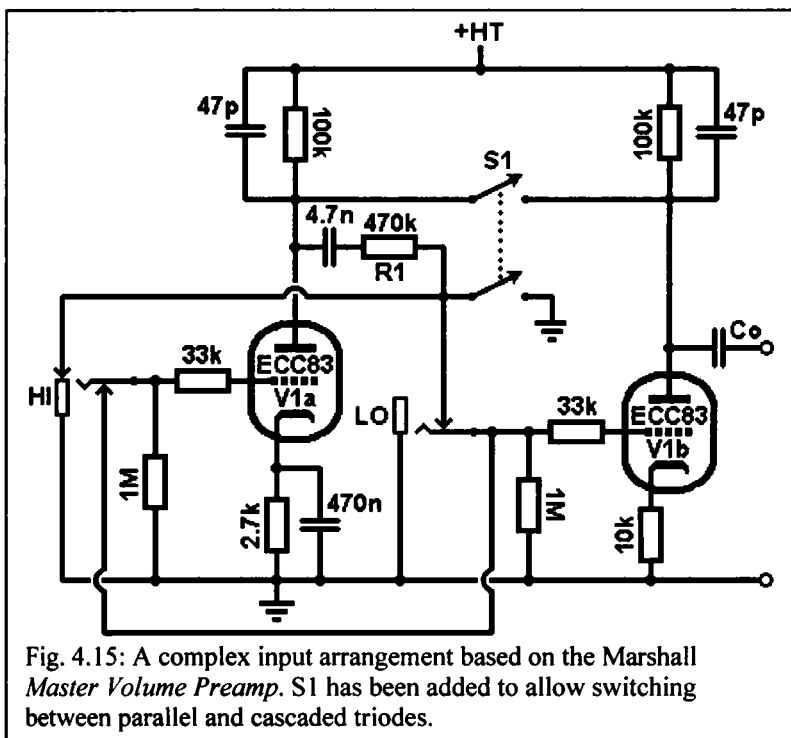 +HT
47p
100k
100k
47p
S1
4.7n
470k
R1
Co
33k
ECC83
V1a
HI
LO
33k
ECC83
V1b
1M
2.7k
470n
1M
10k
Fig. 4.15: A complex input arrangement based on the Marshall
Master Volume Preamp. S1 has been added to allow switching
between parallel and cascaded triodes.